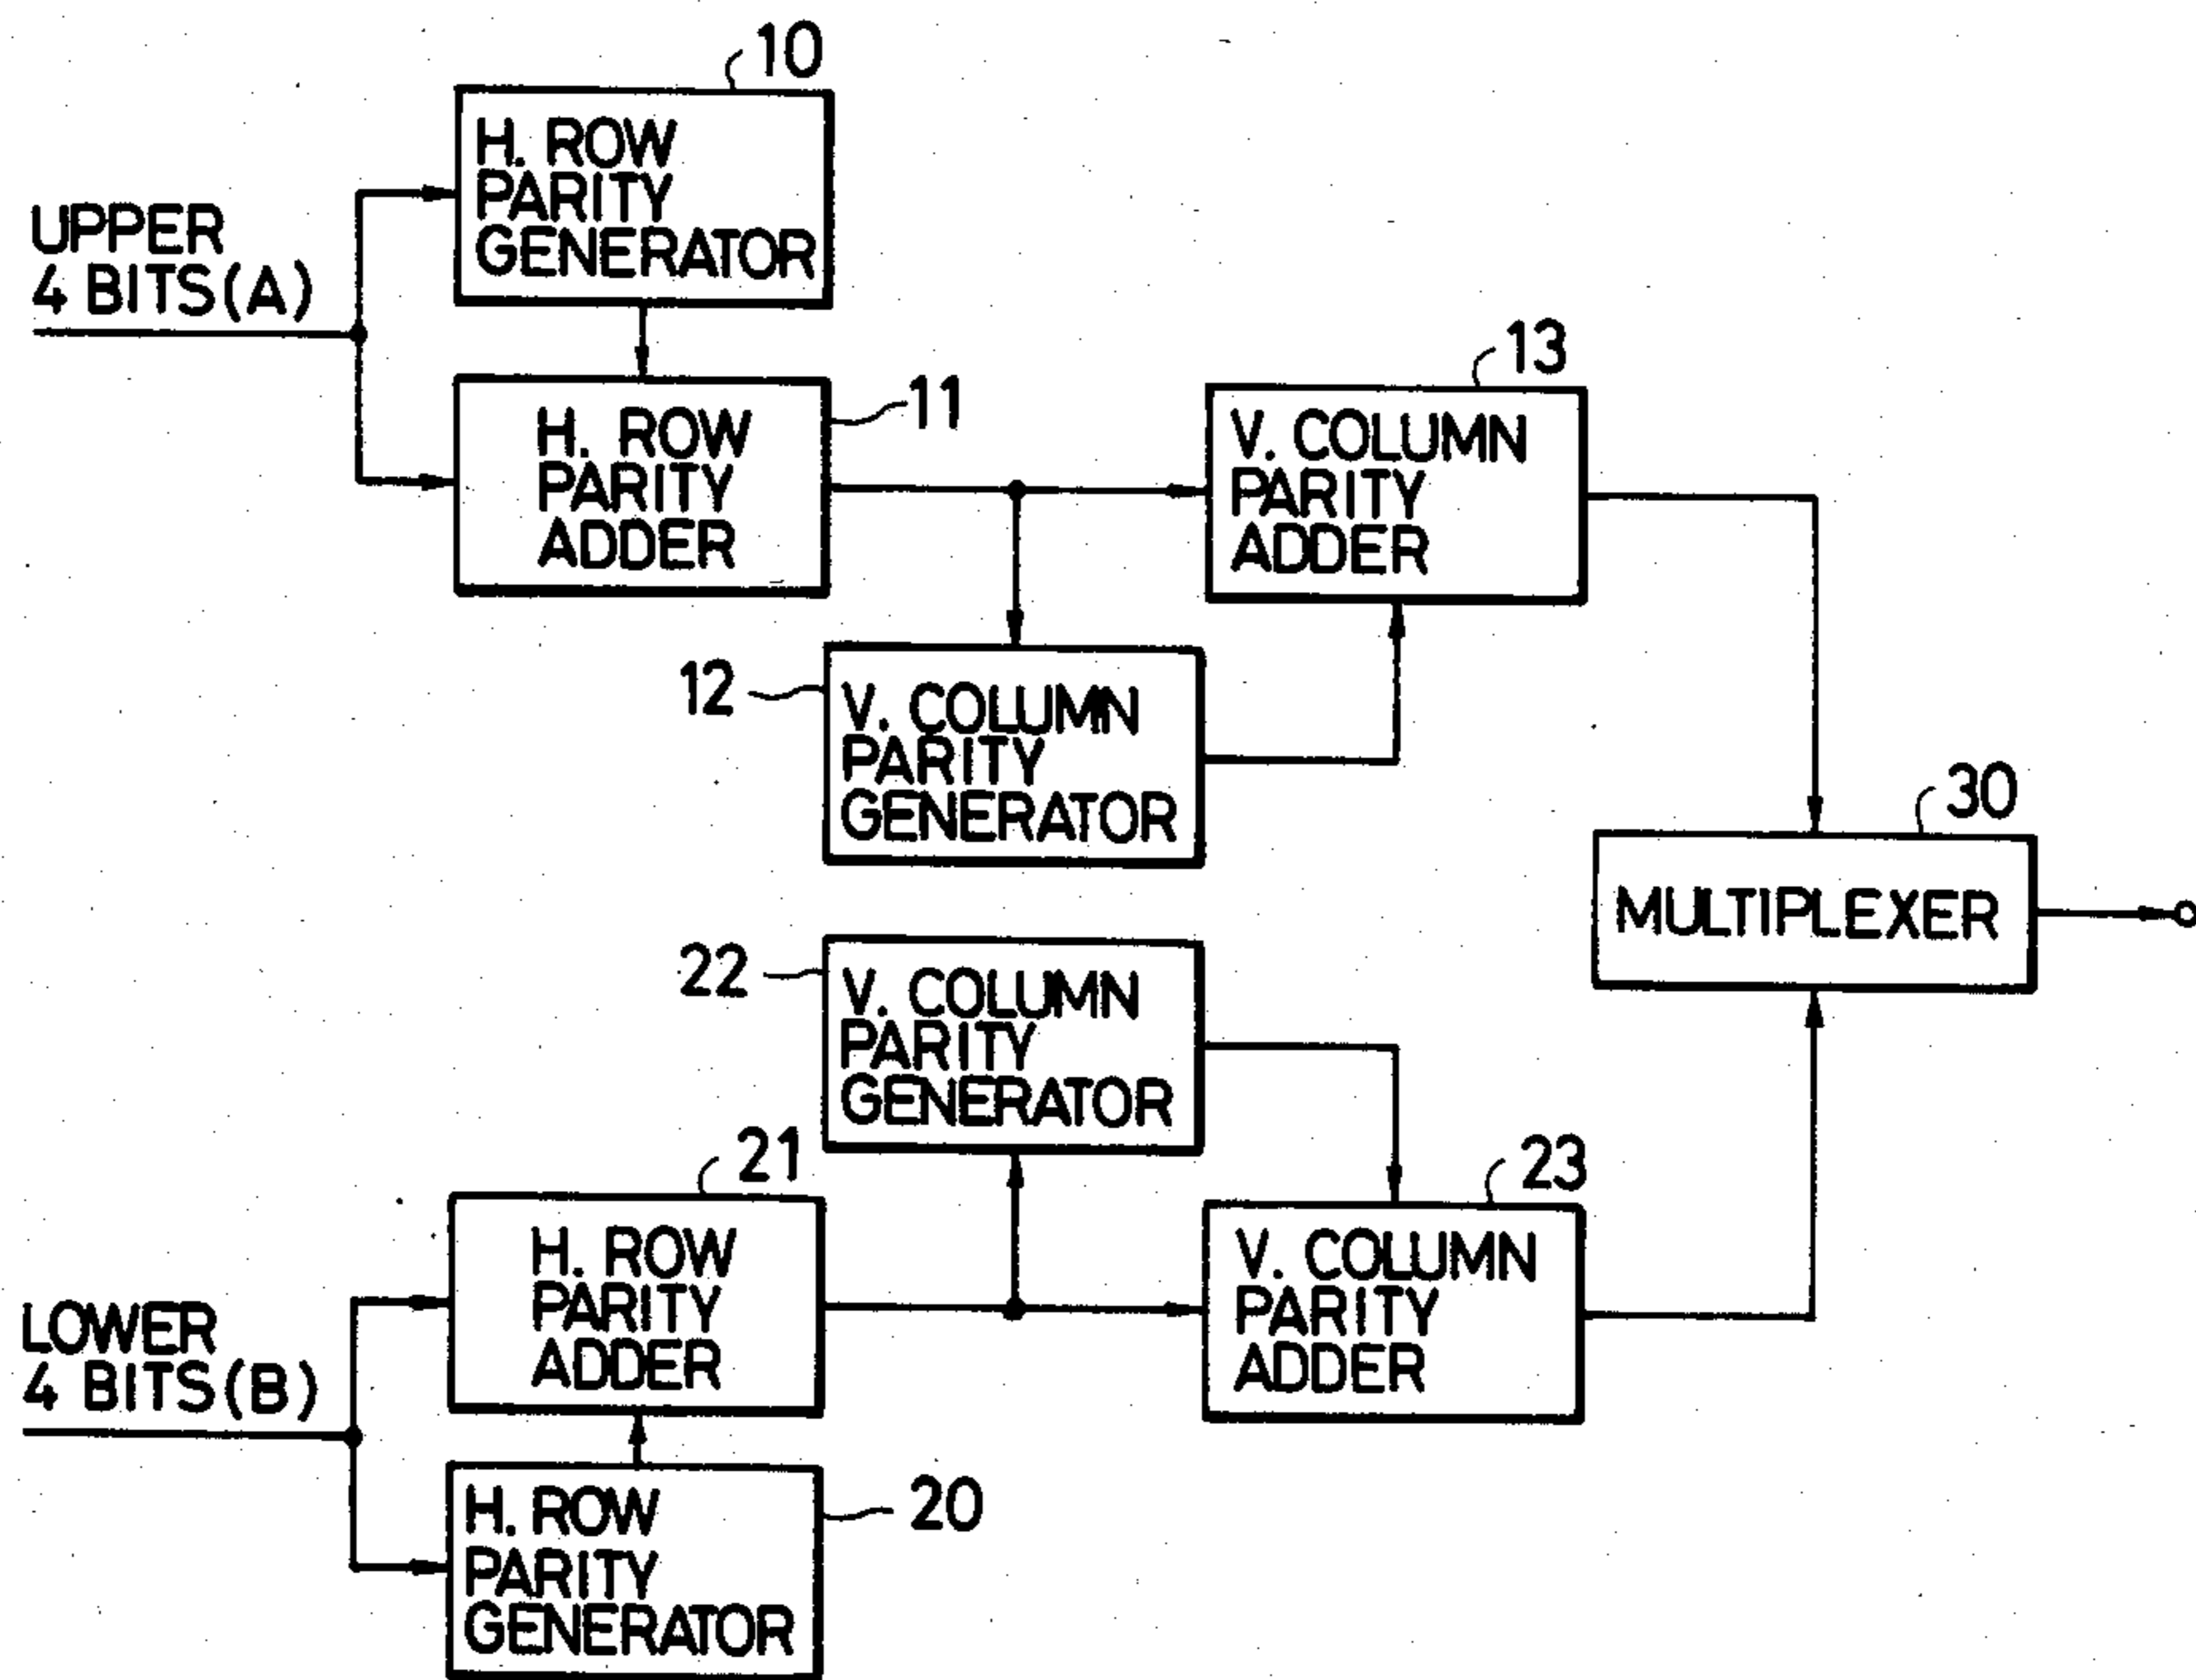 10
H. ROW
PARITY
GENERATOR
UPPER
4 BITS(A)
H. ROW
PARITY
ADDER
11
13
V. COLUMN
PARITY
ADDER
12
V. COLUMN
PARITY
GENERATOR
30
MULTIPLEXER
22
V. COLUMN
PARITY
GENERATOR
21
H. ROW
PARITY
ADDER
23
V. COLUMN
PARITY
ADDER
LOWER
4 BITS(B)
H. ROW
PARITY
GENERATOR
20